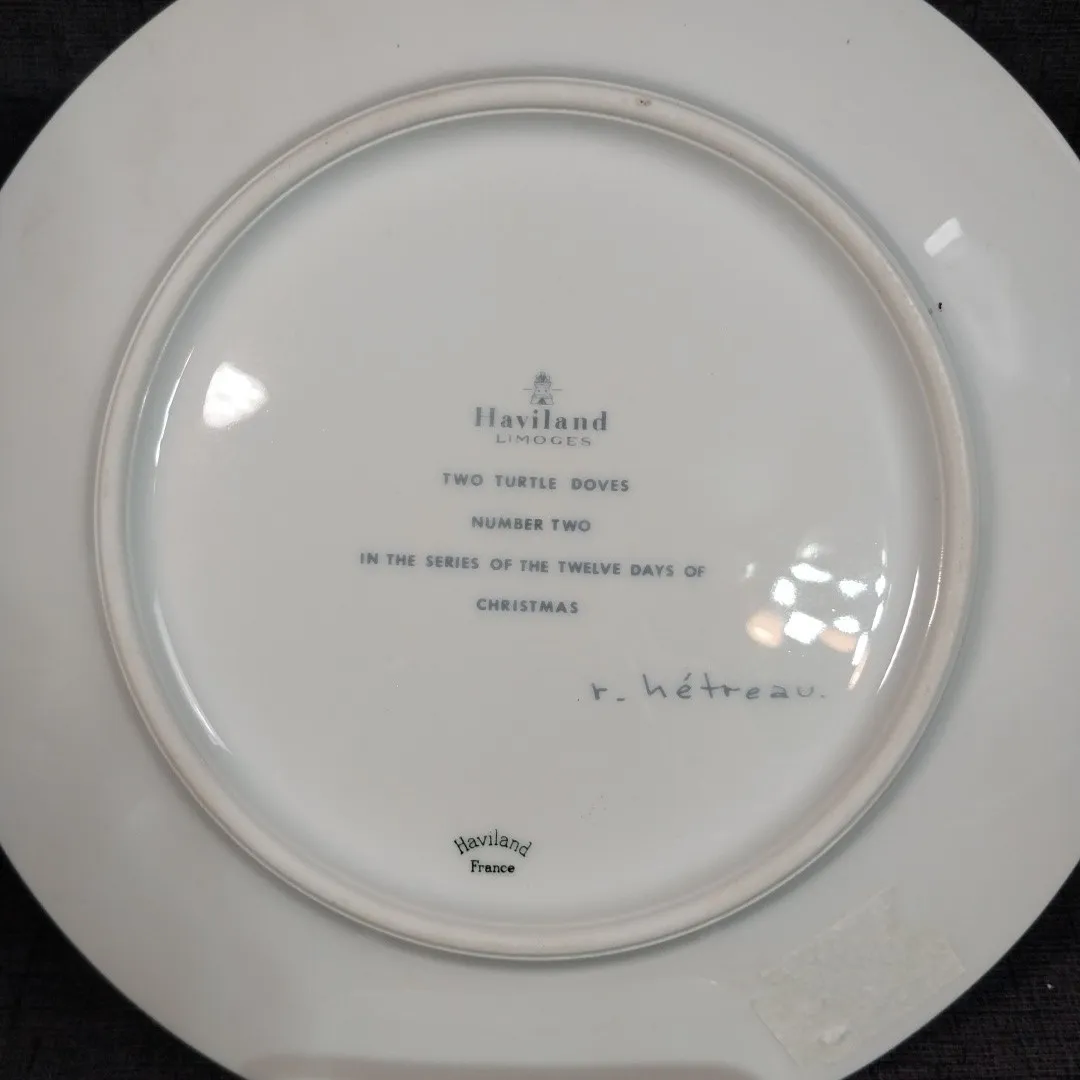 Haviland
LIMOGES
TWO TURTLE DOVES
NUMBER TWO
IN THE SERIES OF THE TWELVE DAYS OF
CHRISTMAS
r. hétreau.
Haviland
France